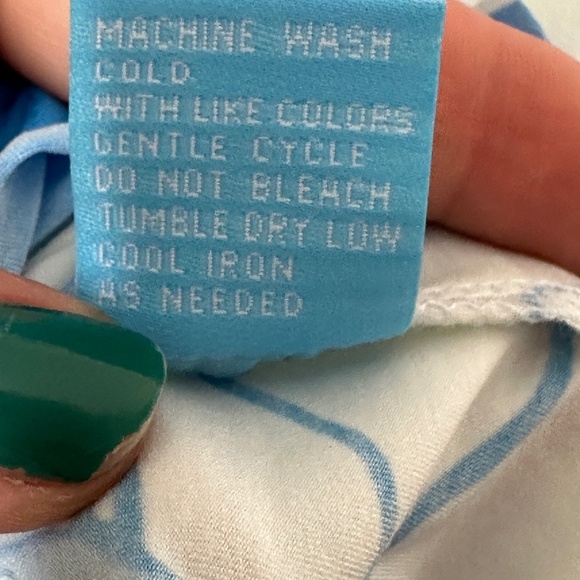 MACHINE WASH
COLD
WITH LIKE COLORS
GENTLE CYCLE
DO NOT BLEACH
TUMBLE DRY LOW
COOL IRON
AS NEEDED